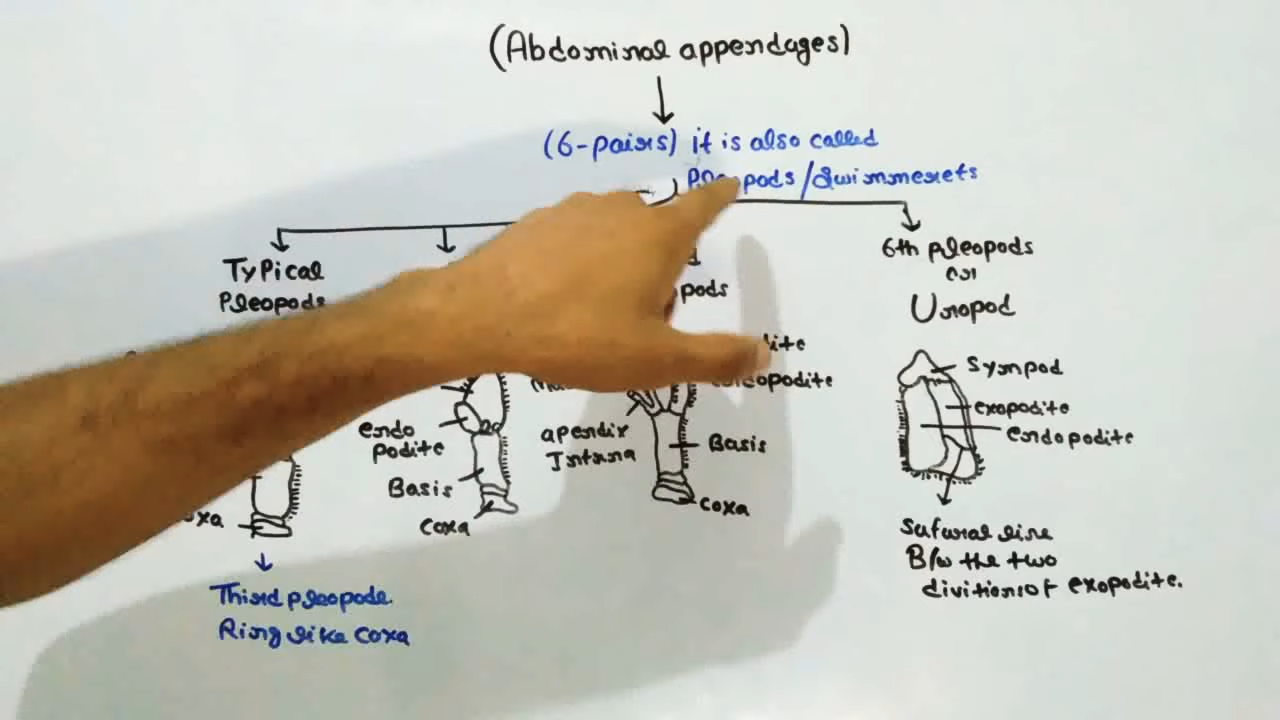 (Abdominal appendages)
(6-pairs) it is also called
Pleopods/Swimmerets
Typical
Pleopods
pods
6th pleopods
or
Uropod
Sympod
exopodite
endopodite
endo
podite
Basis
Coxa
apendix
Interna
Basis
Coxa
Sutural line
B/w the two
divitions of exopodite.
Third pleopode
Ring like Coxa